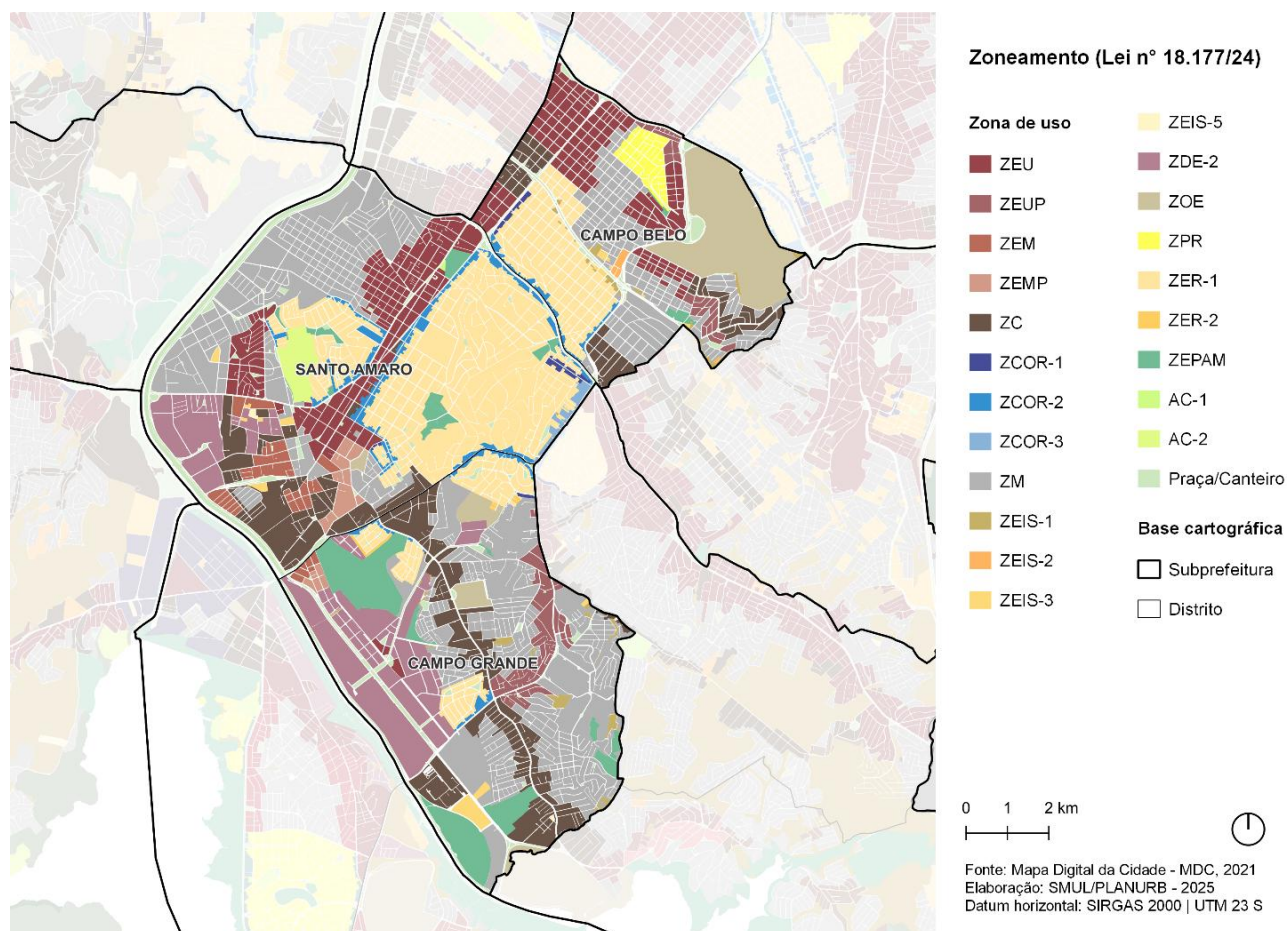 Zoneamento (Lei n° 18.177/24)
Zona de uso
ZEU
ZEUP
ZEM
ZEMP
ZC
ZCOR-1
ZCOR-2
ZCOR-3
ZM
ZEIS-1
ZEIS-2
ZEIS-3
ZEIS-5
ZDE-2
ZOE
ZPR
ZER-1
ZER-2
ZEPAM
AC-1
AC-2
Praça/Canteiro
Base cartográfica
Subprefeitura
Distrito
CAMPO BELO
SANTO AMARO
CAMPO GRANDE
0 1 2 km
Fonte: Mapa Digital da Cidade - MDC, 2021
Elaboração: SMUL/PLANURB - 2025
Datum horizontal: SIRGAS 2000 | UTM 23 S